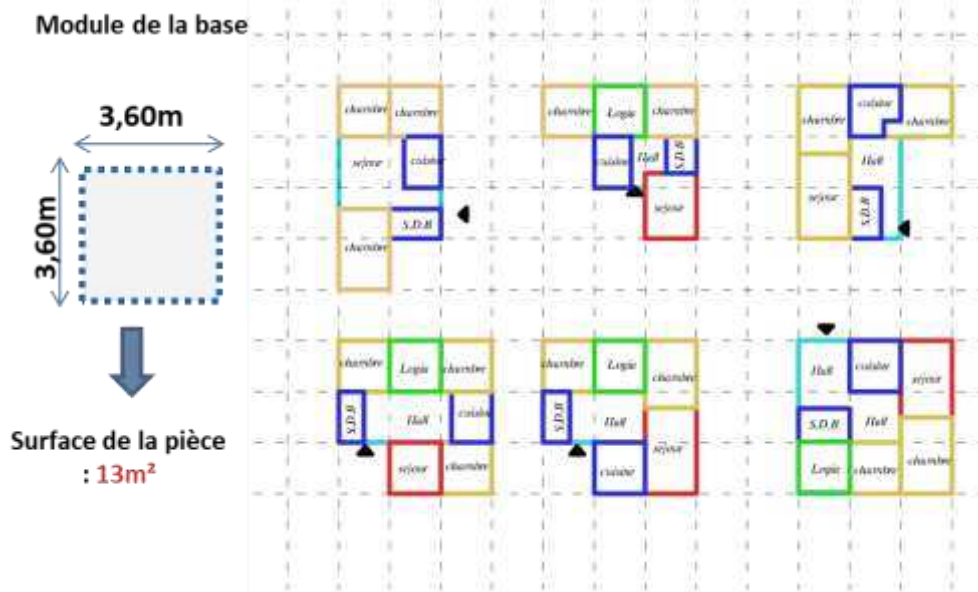 Module de la base
3,60m
3,60m
Surface de la pièce
: 13m²
chambre
chambre
sejour
cuisine
S.D.B
chambre
chambre
Logia
chambre
cuisine
Hall
S.D.B
sejour
chambre
cuisine
chambre
Hall
sejour
S.D.B
chambre
Logia
chambre
S.D.B
Hall
cuisine
sejour
chambre
chambre
Logia
chambre
S.D.B
Hall
cuisine
sejour
Hall
cuisine
sejour
S.D.B
Hall
Logia
chambre
chambre